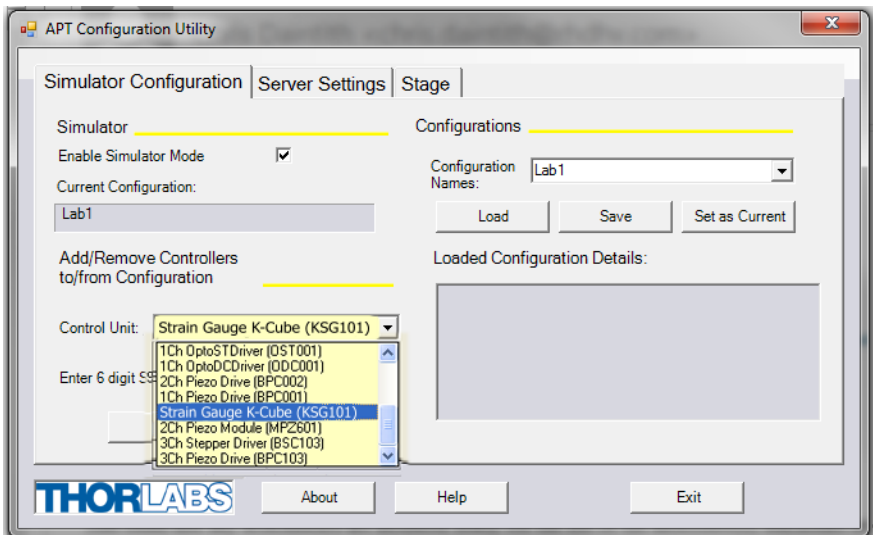 APT Configuration Utility
Simulator Configuration
Server Settings
Stage
Simulator
Enable Simulator Mode
Current Configuration:
Lab1
Add/Remove Controllers
to/from Configuration
Control Unit:
Strain Gauge K-Cube (KSG101)
1Ch OptoSTDriver (OST001)
1Ch OptoDCDriver (ODC001)
2Ch Piezo Drive (BPC002)
1Ch Piezo Drive (BPC001)
Strain Gauge K-Cube (KSG101)
2Ch Piezo Module (MPZ601)
3Ch Stepper Driver (BSC103)
3Ch Piezo Drive (BPC103)
Enter 6 digit
Configurations
Configuration
Names:
Lab1
Load
Save
Set as Current
Loaded Configuration Details:
THORLABS
About
Help
Exit